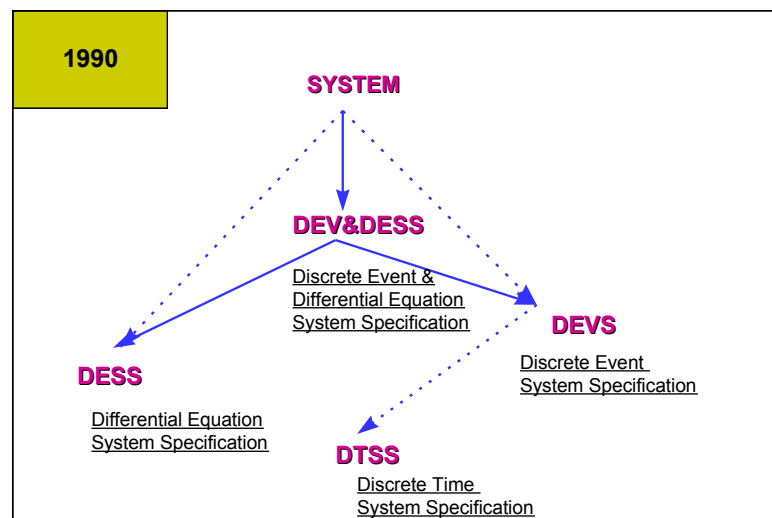 1990
SYSTEM
DEV&DESS
Discrete Event &
Differential Equation
System Specification
DEVS
Discrete Event
System Specification
DESS
Differential Equation
System Specification
DTSS
Discrete Time
System Specification